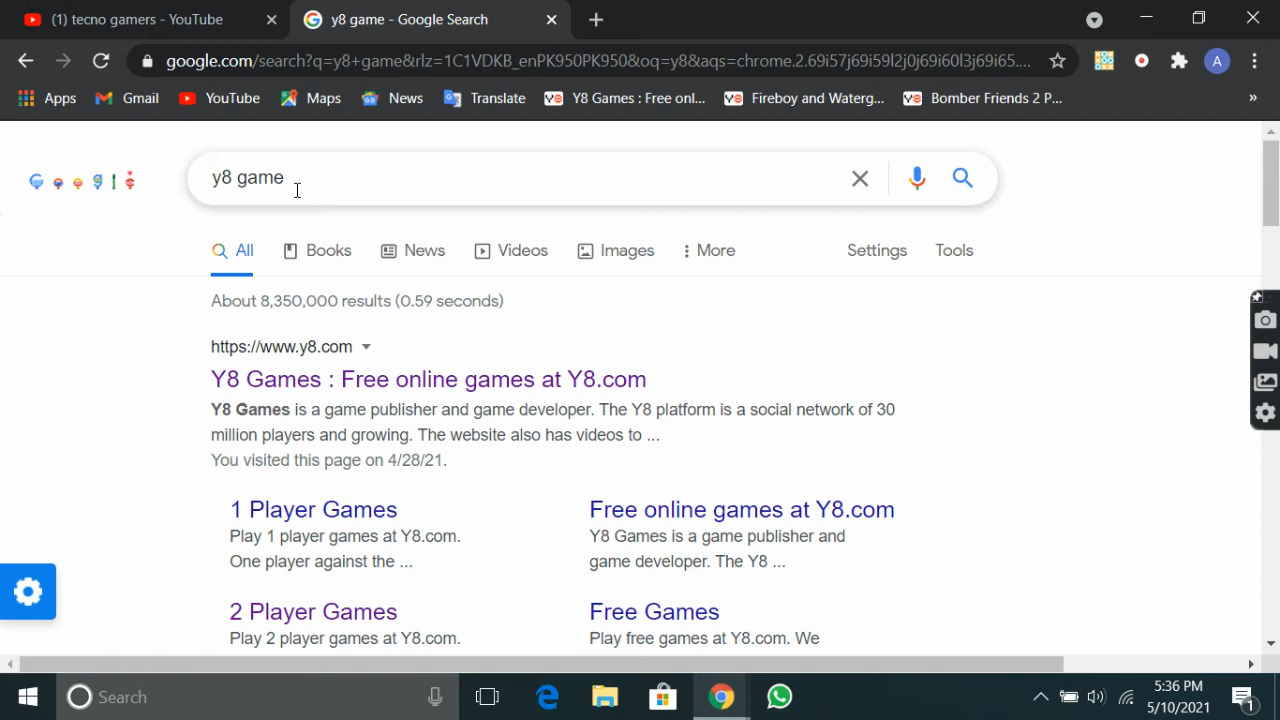 (1) tecno gamers - YouTube
y8 game - Google Search
google.com/search?q=y8+game&rlz=1C1VDKB_enPK950PK950&oq=y8&aqs=chrome.2.69i57j69i59l2j0j69i60l3j69i65....
A
Apps
Gmail
YouTube
Maps
News
Translate
Y8 Games : Free onl...
Fireboy and Waterg...
Bomber Friends 2 P...
»
Google
y8 game
All
Books
News
Videos
Images
More
Settings
Tools
About 8,350,000 results (0.59 seconds)
https://www.y8.com
Y8 Games : Free online games at Y8.com
Y8 Games is a game publisher and game developer. The Y8 platform is a social network of 30
million players and growing. The website also has videos to ...
You visited this page on 4/28/21.
1 Player Games
Play 1 player games at Y8.com.
One player against the ...
Free online games at Y8.com
Y8 Games is a game publisher and
game developer. The Y8 ...
2 Player Games
Play 2 player games at Y8.com.
Free Games
Play free games at Y8.com. We
Search
5:36 PM
5/10/2021
1